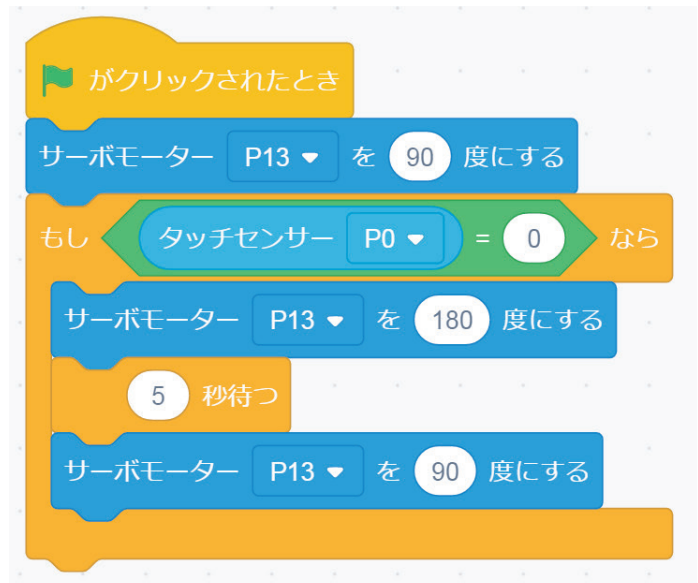 がクリックされたとき
サーボモーター P13 を 90 度にする
もし タッチセンサー P0 = 0 なら
サーボモーター P13 を 180 度にする
5 秒待つ
サーボモーター P13 を 90 度にする